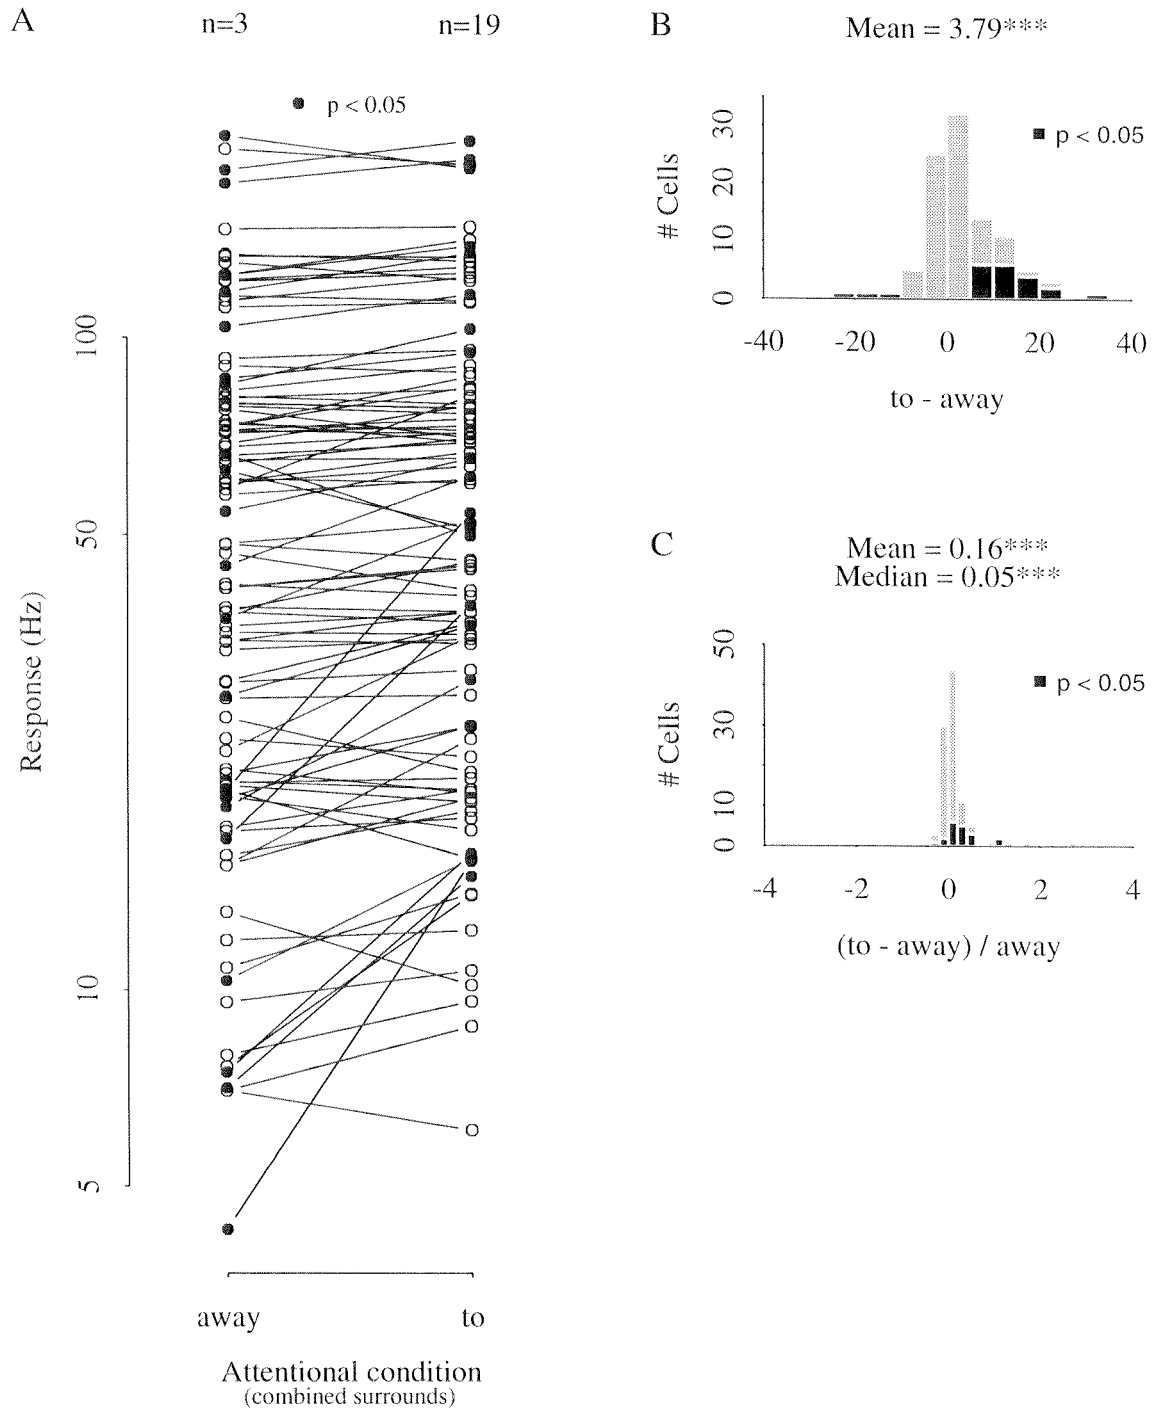 A
n=3
n=19
p < 0.05
100
50
10
5
Response (Hz)
away
to
Attentional condition
(combined surrounds)
B
Mean = 3.79***
p < 0.05
# Cells
0
10
20
30
-40
-20
0
20
40
to - away
C
Mean = 0.16***
Median = 0.05***
p < 0.05
# Cells
0
10
30
50
-4
-2
0
2
4
(to - away) / away